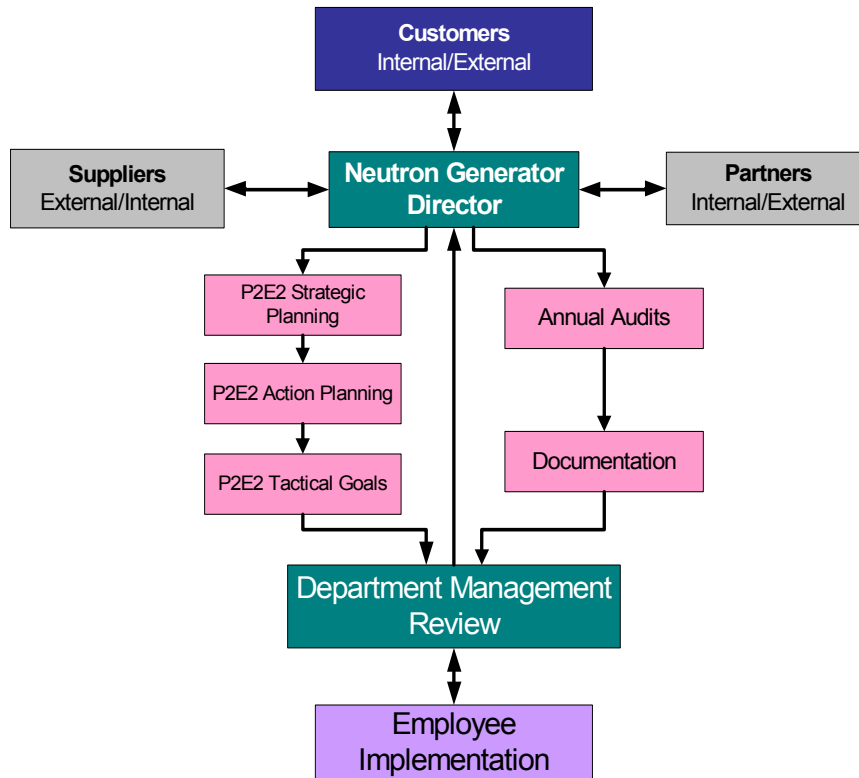 Customers
Internal/External
Suppliers
External/Internal
Neutron Generator
Director
Partners
Internal/External
P2E2 Strategic
Planning
Annual Audits
P2E2 Action Planning
P2E2 Tactical Goals
Documentation
Department Management
Review
Employee
Implementation